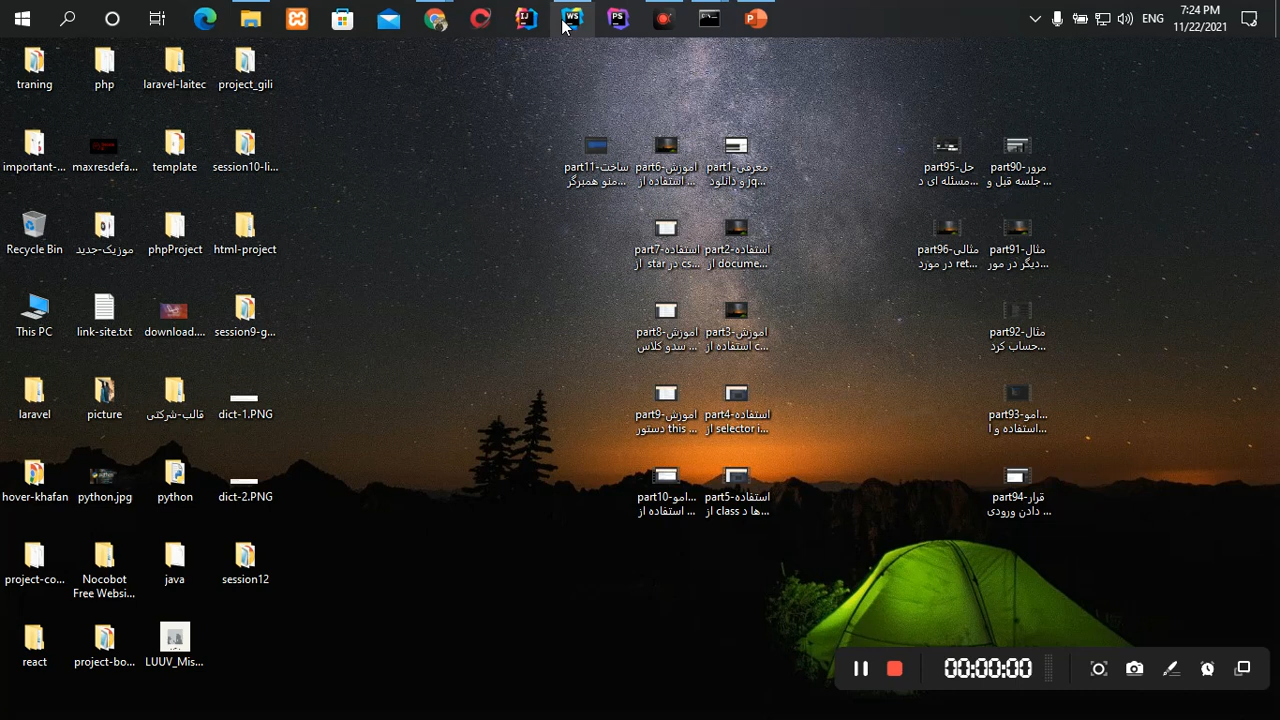 ENG
7:24 PM
11/22/2021
traning
php
laravel-laitec
project_gili
important-...
maxresdefa...
template
session10-li...
Recycle Bin
موزیک-جدید
phpProject
html-project
This PC
link-site.txt
download....
session9-g...
laravel
picture
قالب-شرکتی
dict-1.PNG
hover-khafan
python.jpg
python
dict-2.PNG
project-co...
Nocobot
Free Websi...
java
session12
react
project-bo...
LUUV_Mis...
part11-ساخت
منو همبرگر...
part6-اموزش
استفاده از ...
part1-معرفی
و دانلود jq...
part7-استفاده
از star در cs...
part2-استفاده
از docume...
part8-اموزش
سدو کلاس ...
part3-اموزش
استفاده از c...
part9-اموزش
دستور this ...
part4-استفاده
از selector i...
part10-امو...
استفاده از ...
part5-استفاده
از class ها د...
part95-حل
مسئله ای د...
part90-مرور
جلسه قبل و ...
part96-مثالی
در مورد ret...
part91-مثال
دیگر در مور...
part92-مثال
حساب کرد...
part93-امو...
استفاده و ا...
part94-قرار
دادن ورودی ...
00:00:00